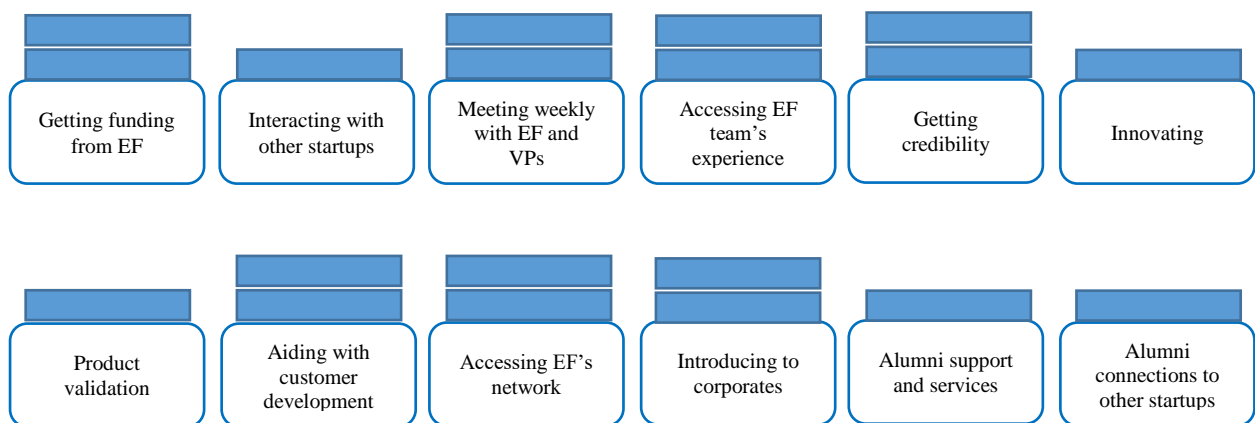 Getting funding
from EF
Interacting with
other startups
Meeting weekly
with EF and
VPs
Accessing EF
team’s
experience
Getting
credibility
Innovating
Product
validation
Aiding with
customer
development
Accessing EF’s
network
Introducing to
corporates
Alumni support
and services
Alumni
connections to
other startups